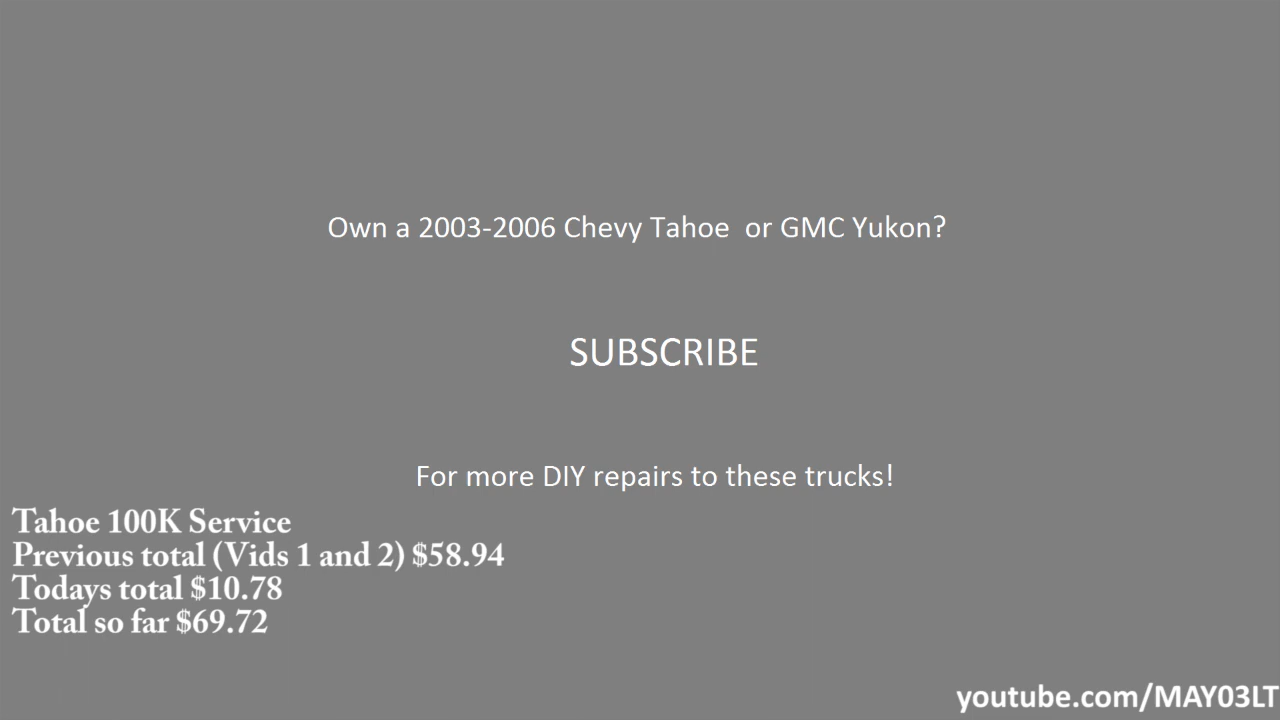 Own a 2003-2006 Chevy Tahoe  or GMC Yukon?
SUBSCRIBE
For more DIY repairs to these trucks!
Tahoe 100K Service
Previous total (Vids 1 and 2) $58.94
Todays total $10.78
Total so far $69.72
youtube.com/MAY03LT